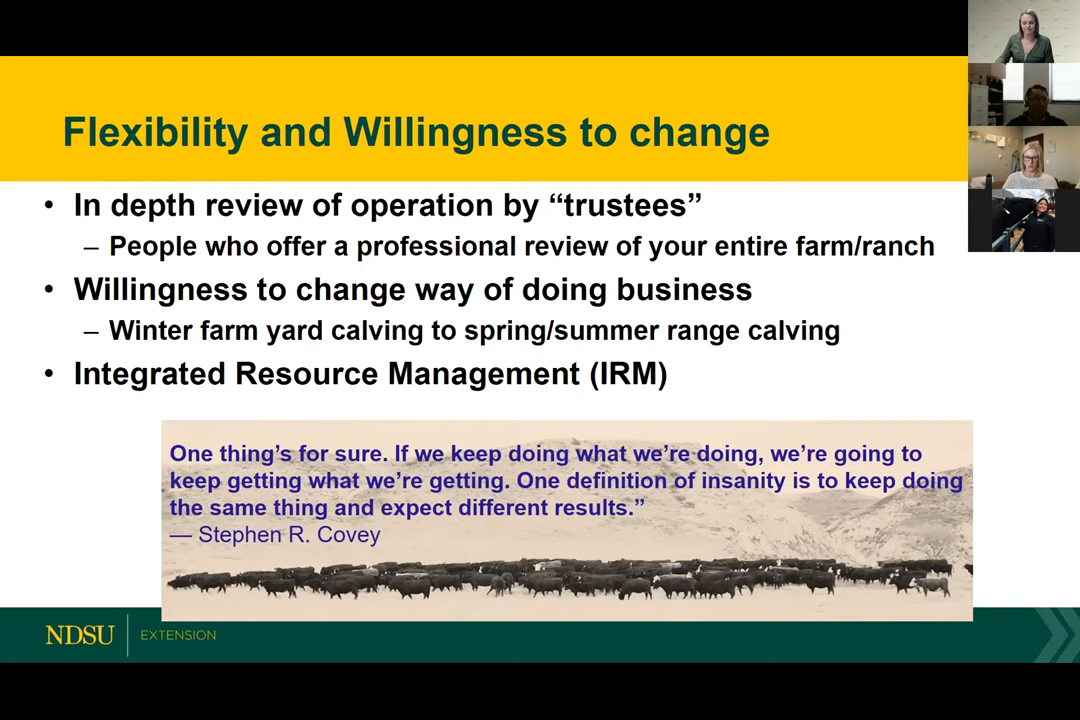 Flexibility and Willingness to change
• In depth review of operation by “trustees”
– People who offer a professional review of your entire farm/ranch
• Willingness to change way of doing business
– Winter farm yard calving to spring/summer range calving
• Integrated Resource Management (IRM)
One thing’s for sure. If we keep doing what we’re doing, we’re going to
keep getting what we’re getting. One definition of insanity is to keep doing
the same thing and expect different results.”
— Stephen R. Covey
NDSU EXTENSION